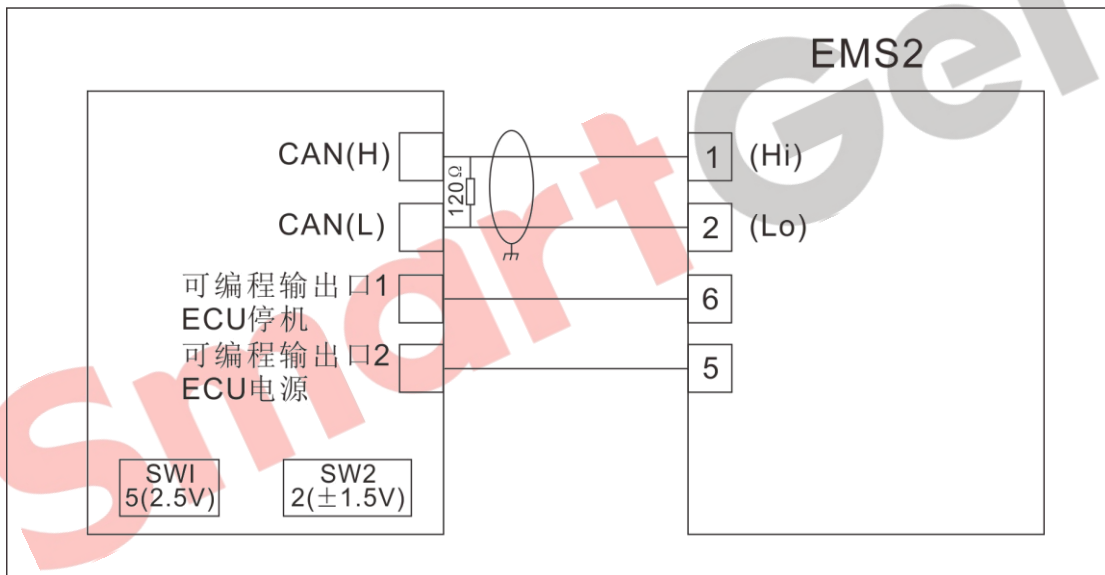 EMS2
CAN(H)
120Ω
1 (Hi)
CAN(L)
2 (Lo)
可编程输出口1
ECU停机
6
可编程输出口2
ECU电源
5
SW1
5(2.5V)
SW2
2(±1.5V)
SmartGen